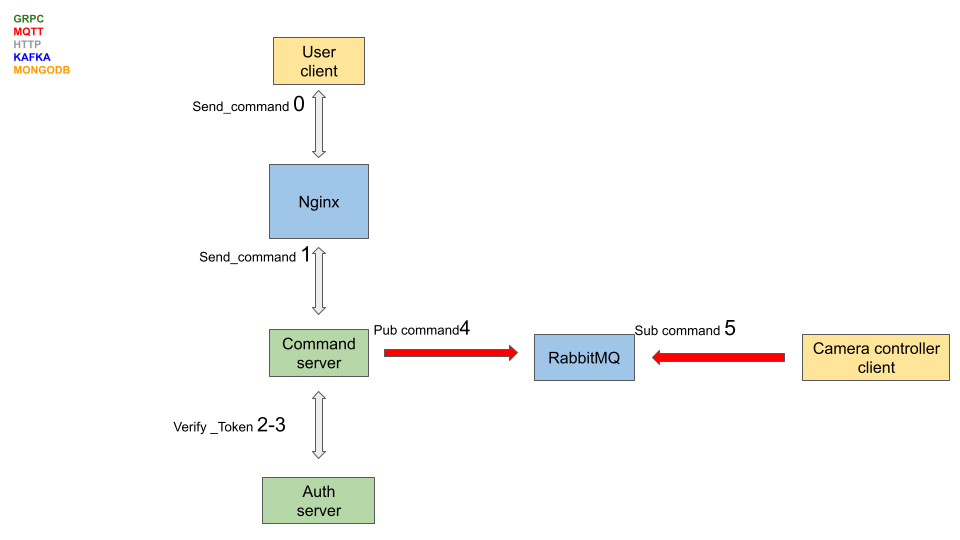 GRPC
MQTT
HTTP
KAFKA
MONGODB
User
client
Send_command 0
Nginx
Send_command 1
Command
server
Pub command4
RabbitMQ
Sub command 5
Camera controller
client
Verify _Token 2-3
Auth
server